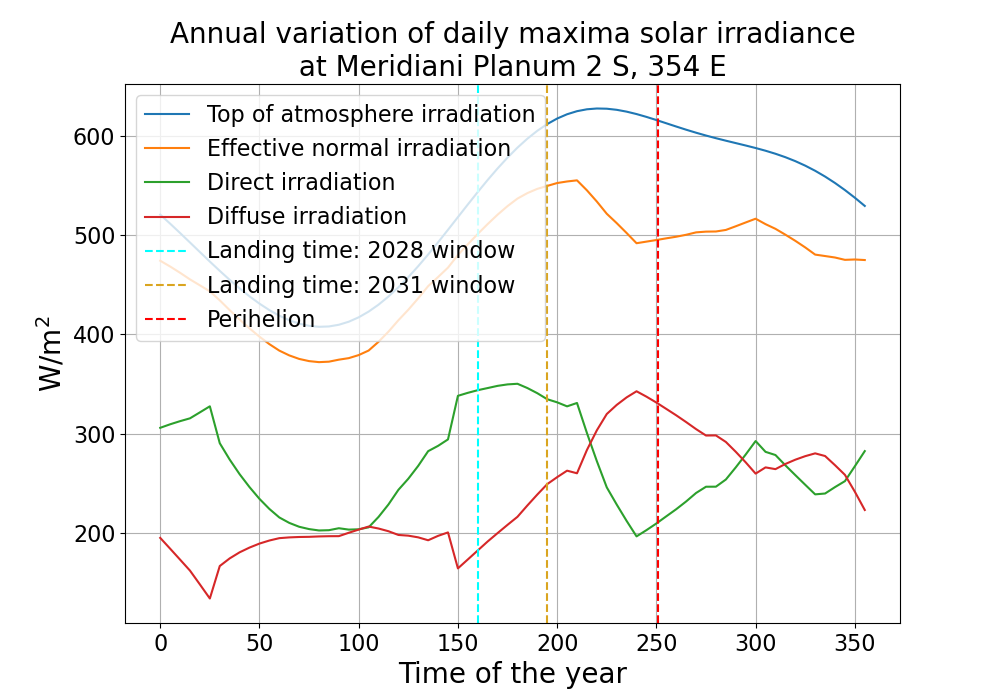 Annual variation of daily maxima solar irradiance
at Meridiani Planum 2 S, 354 E
Top of atmosphere irradiation
Effective normal irradiation
Direct irradiation
Diffuse irradiation
Landing time: 2028 window
Landing time: 2031 window
Perihelion
W/m²
600
500
400
300
200
0 50 100 150 200 250 300 350
Time of the year